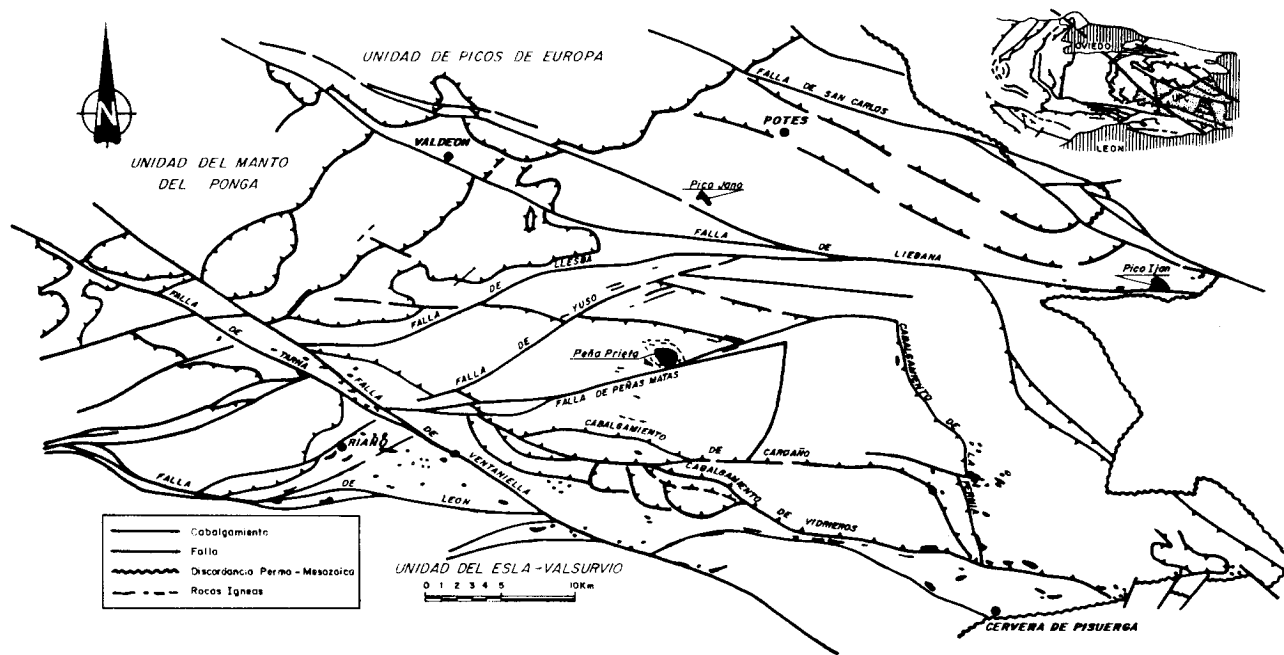 UNIDAD DE PICOS DE EUROPA
OVIEDO
LEON
N
FALLA DE SAN CARLOS
POTES
VALDEON
UNIDAD DEL MANTO
DEL PONGA
Pico Jano
FALLA DE LIEBANA
Pico Ijan
FALLA DE LLESBA
FALLA DE YUSO
FALLA DE TARNA
Peña Prieta
FALLA DE PEÑAS MATAS
CABALGAMIENTO DE LA PERNIA
FALLA DE VENTANIELLA
CABALGAMIENTO DE CARDAÑO
RIAÑO
CABALGAMIENTO DE VIDRIEROS
FALLA DE LEON
Cabalgamiento
Falla
Discordancia Permo-Mesozoica
Rocas Igneas
UNIDAD DEL ESLA-VALSURVIO
0 1 2 3 4 5 10Km
CERVERA DE PISUERGA